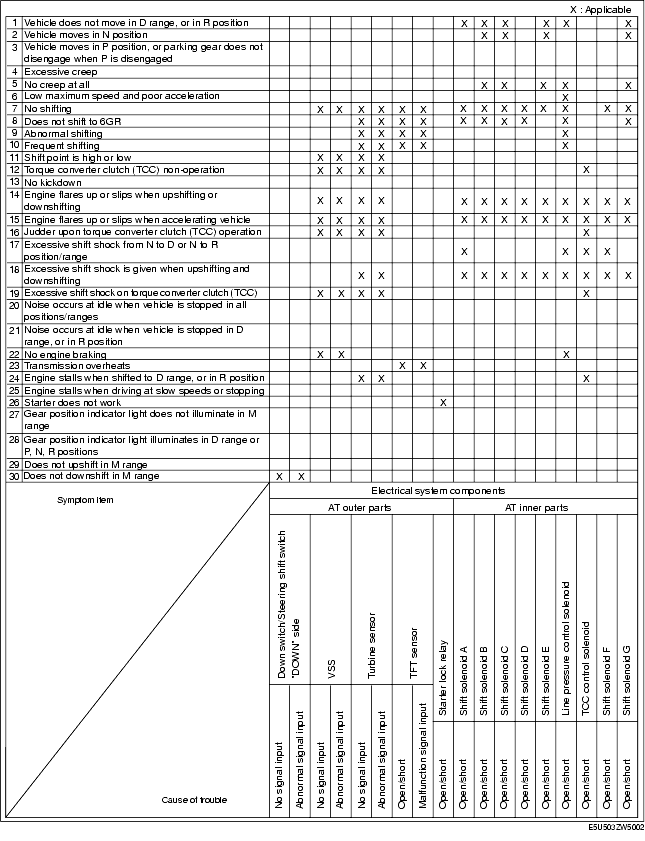 X : Applicable
1 Vehicle does not move in D range, or in R position X X X X X X
2 Vehicle moves in N position X X X X
3 Vehicle moves in P position, or parking gear does not
disengage when P is disengaged
4 Excessive creep
5 No creep at all X X X X X
6 Low maximum speed and poor acceleration X
7 No shifting X X X X X X X X X X X X X X
8 Does not shift to 6GR X X X X X X X X X X
9 Abnormal shifting X X X X X
10 Frequent shifting X X X X X
11 Shift point is high or low X X X X
12 Torque converter clutch (TCC) non-operation X X X X X
13 No kickdown
14 Engine flares up or slips when upshifting or
downshifting X X X X X X X X X X X X X
15 Engine flares up or slips when accelerating vehicle X X X X X X X X X X X X X
16 Judder upon torque converter clutch (TCC) operation X X X X X
17 Excessive shift shock from N to D or N to R
position/range X X X X
18 Excessive shift shock is given when upshifting and
downshifting X X X X X X X X X X X
19 Excessive shift shock on torque converter clutch (TCC) X X X X X
20 Noise occurs at idle when vehicle is stopped in all
positions/ranges
21 Noise occurs at idle when vehicle is stopped in D
range, or in R position
22 No engine braking X X X
23 Transmission overheats X X
24 Engine stalls when shifted to D range, or in R position X X X
25 Engine stalls when driving at slow speeds or stopping
26 Starter does not work X
27 Gear position indicator light does not illuminate in M
range
28 Gear position indicator light illuminates in D range or
P, N, R positions
29 Does not upshift in M range
30 Does not downshift in M range X X
Symptom item
Electrical system components
AT outer parts
AT inner parts
Down switch/Steering shift switch
"DOWN" side
VSS
Turbine sensor
TFT sensor
Starter lock relay
Shift solenoid A
Shift solenoid B
Shift solenoid C
Shift solenoid D
Shift solenoid E
Line pressure control solenoid
TCC control solenoid
Shift solenoid F
Shift solenoid G
No signal input
Abnormal signal input
No signal input
Abnormal signal input
No signal input
Abnormal signal input
Open/short
Malfunction signal input
Open/short
Open/short
Open/short
Open/short
Open/short
Open/short
Open/short
Open/short
Open/short
Open/short
Cause of trouble
E5U503ZW5002